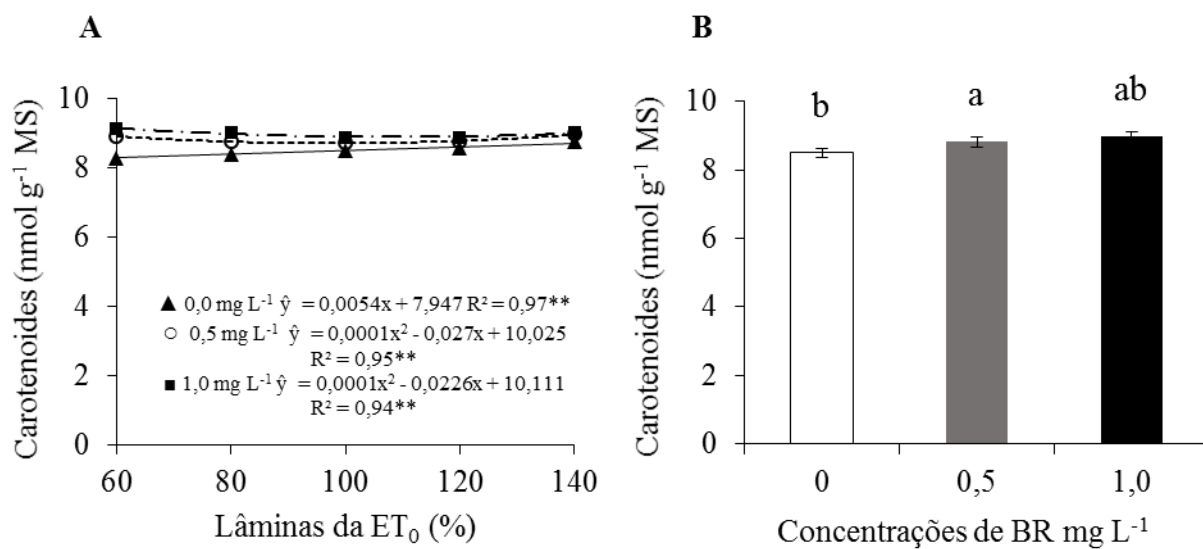 A
Carotenoides (nmol g⁻¹ MS)
10
8
6
4
2
0
▲ 0,0 mg L⁻¹ ŷ = 0,0054x + 7,947 R² = 0,97**
○ 0,5 mg L⁻¹ ŷ = 0,0001x² - 0,027x + 10,025
R² = 0,95**
■ 1,0 mg L⁻¹ ŷ = 0,0001x² - 0,0226x + 10,111
R² = 0,94**
60 80 100 120 140
Lâminas da ET₀ (%)
B
Carotenoides (nmol g⁻¹ MS)
10
8
6
4
2
0
b a ab
0 0,5 1,0
Concentrações de BR mg L⁻¹